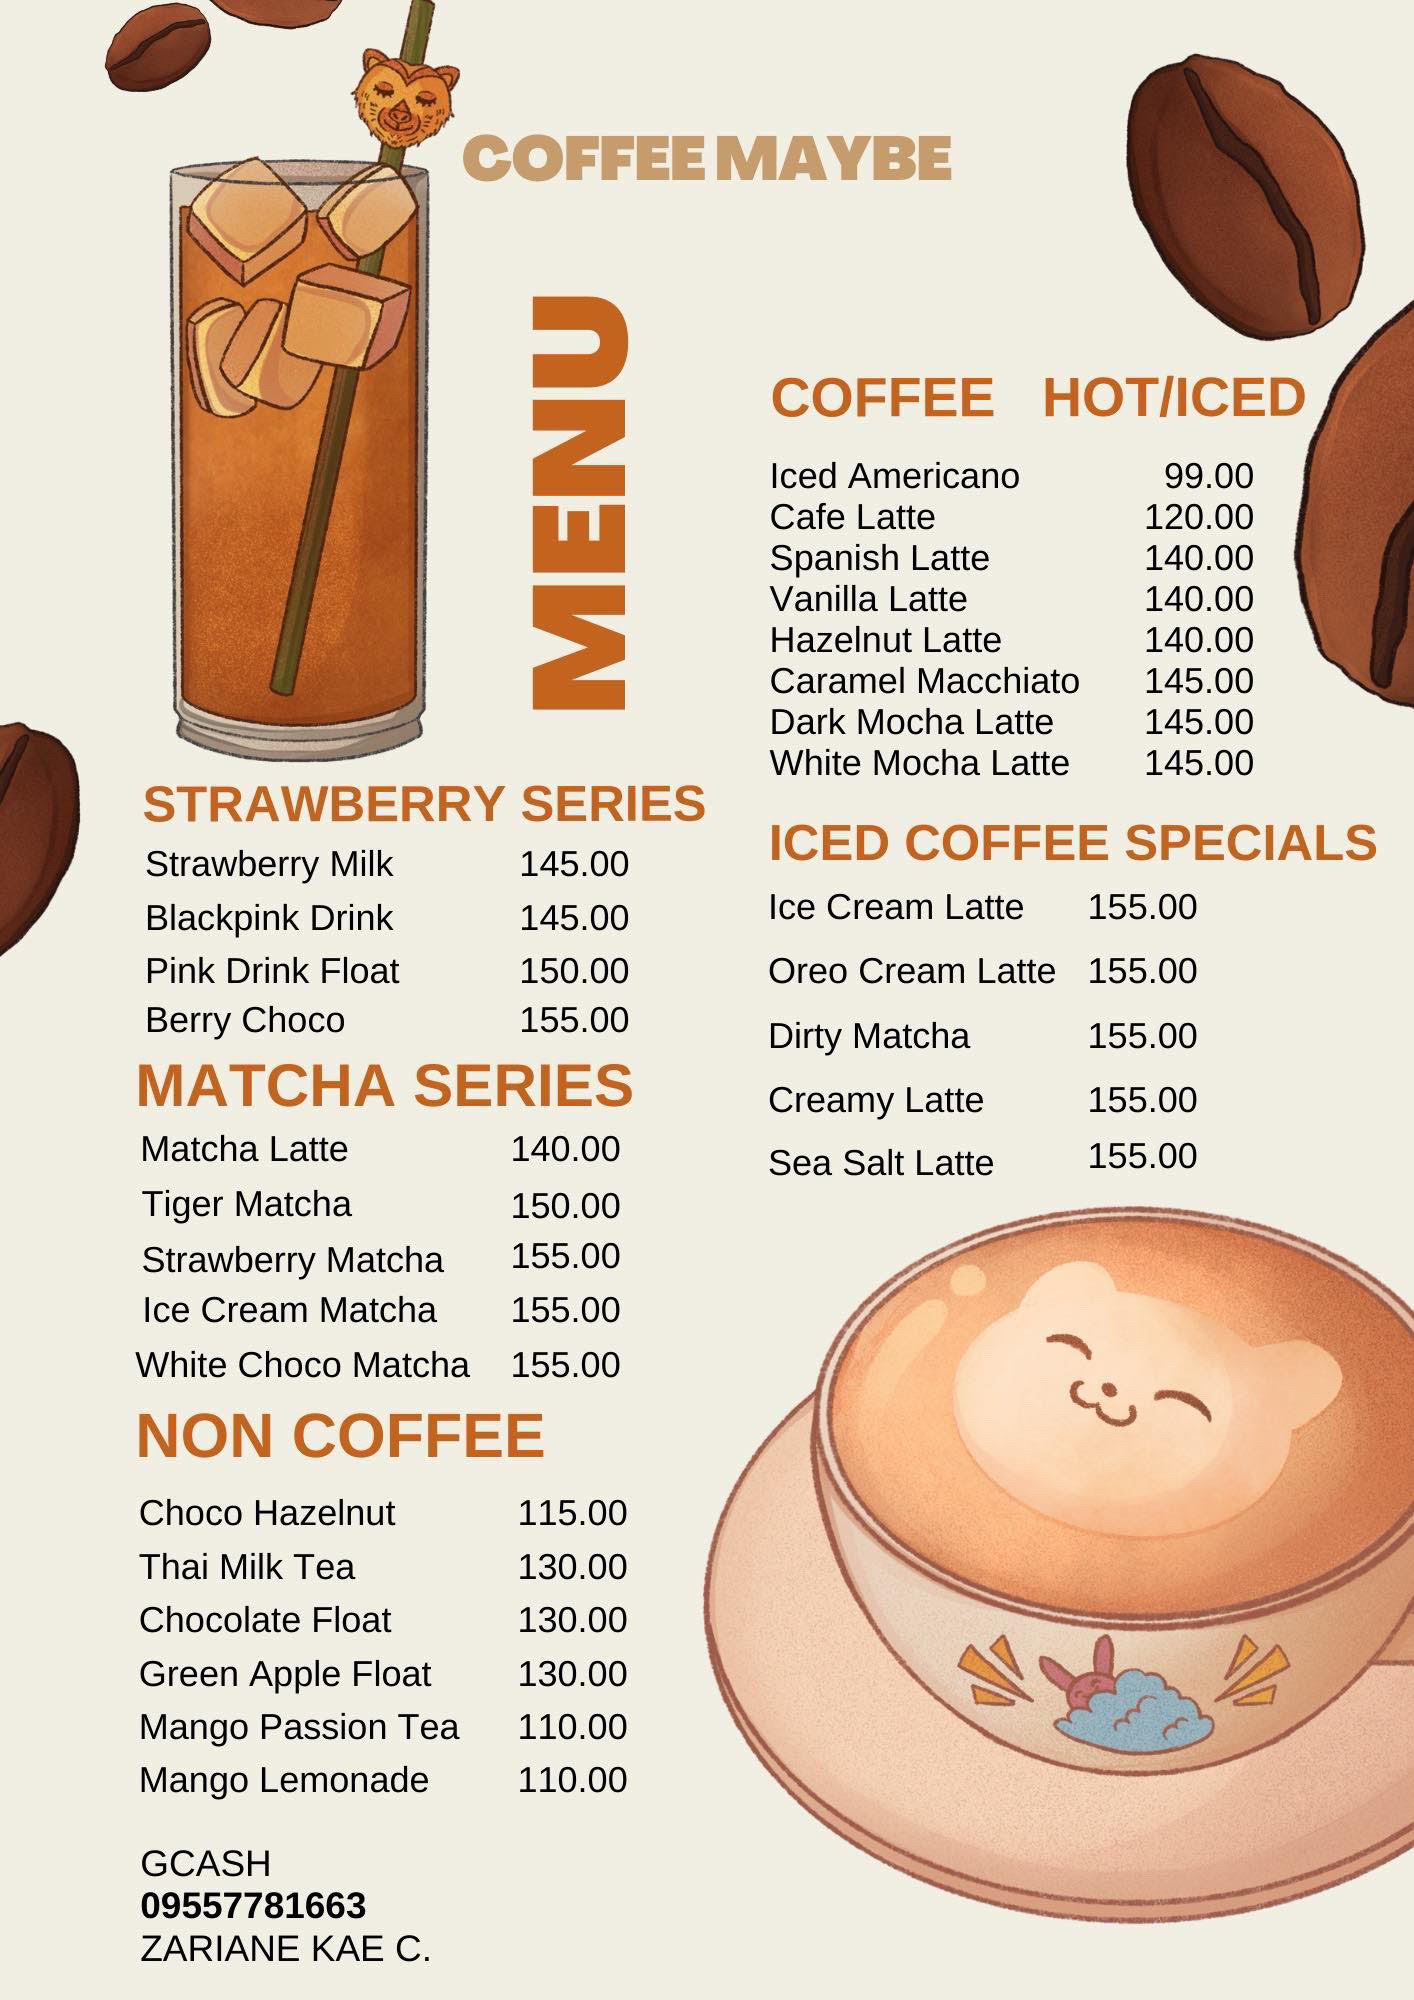 COFFEE MAYBE
MENU
COFFEE HOT/ICED
Iced Americano 99.00
Cafe Latte 120.00
Spanish Latte 140.00
Vanilla Latte 140.00
Hazelnut Latte 140.00
Caramel Macchiato 145.00
Dark Mocha Latte 145.00
White Mocha Latte 145.00
STRAWBERRY SERIES
Strawberry Milk 145.00
Blackpink Drink 145.00
Pink Drink Float 150.00
Berry Choco 155.00
ICED COFFEE SPECIALS
Ice Cream Latte 155.00
Oreo Cream Latte 155.00
Dirty Matcha 155.00
Creamy Latte 155.00
Sea Salt Latte 155.00
MATCHA SERIES
Matcha Latte 140.00
Tiger Matcha 150.00
Strawberry Matcha 155.00
Ice Cream Matcha 155.00
White Choco Matcha 155.00
NON COFFEE
Choco Hazelnut 115.00
Thai Milk Tea 130.00
Chocolate Float 130.00
Green Apple Float 130.00
Mango Passion Tea 110.00
Mango Lemonade 110.00
GCASH
09557781663
ZARIANE KAE C.